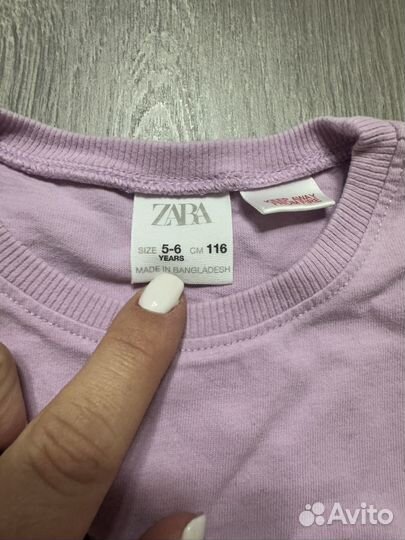 ZARA
SIZE 5-6 CM 116
YEARS
MADE IN BANGLADESH
Avito